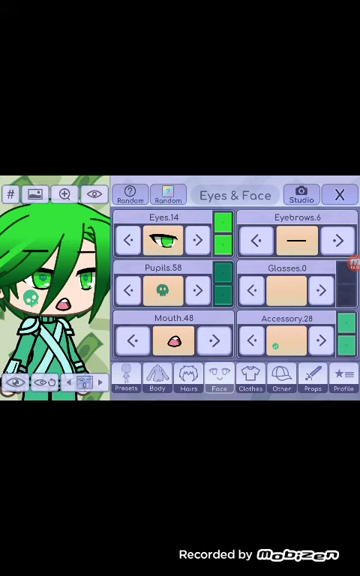 #
Random
Random
Eyes & Face
Studio
X
Eyes.14
Eyebrows.6
Pupils.58
Glasses.0
Mouth.48
Accessory.28
Presets
Body
Hairs
Face
Clothes
Other
Props
Profile
Recorded by Mobizen